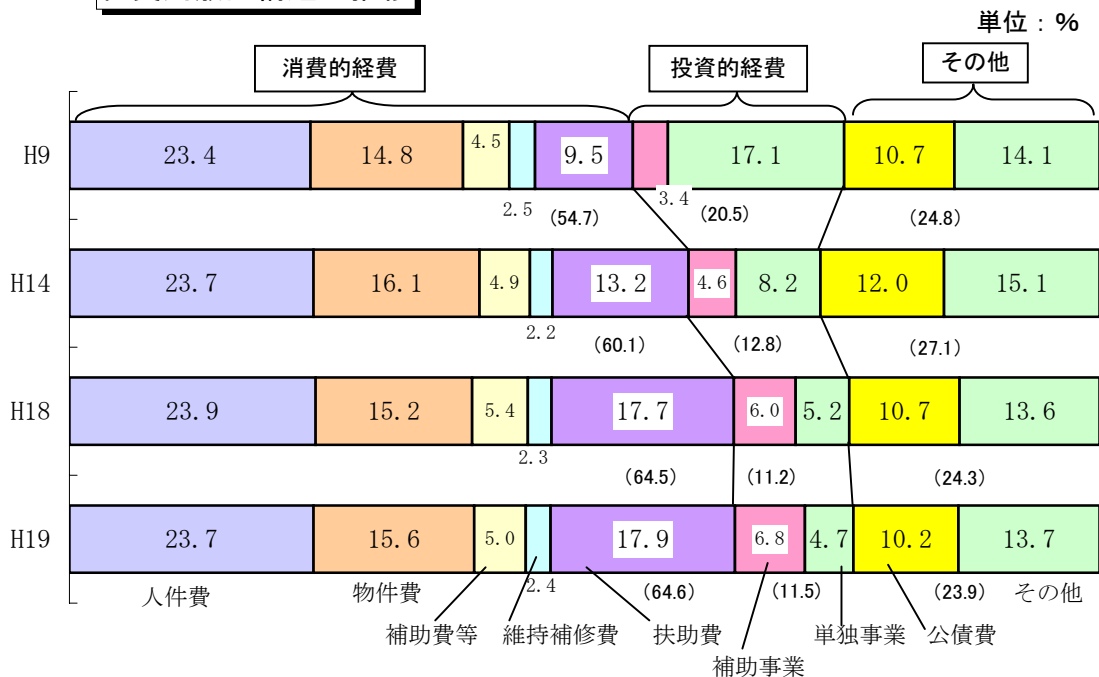 単位：%
消費的経費 投資的経費 その他
H9 23.4 14.8 4.5 9.5 17.1 10.7 14.1
2.5 (54.7) 3.4 (20.5) (24.8)
H14 23.7 16.1 4.9 13.2 4.6 8.2 12.0 15.1
2.2 (60.1) (12.8) (27.1)
H18 23.9 15.2 5.4 17.7 6.0 5.2 10.7 13.6
2.3 (64.5) (11.2) (24.3)
H19 23.7 15.6 5.0 17.9 6.8 4.7 10.2 13.7
人件費 物件費 2.4 (64.6) (11.5) (23.9) その他
補助費等 維持補修費 扶助費 単独事業 公債費
補助事業